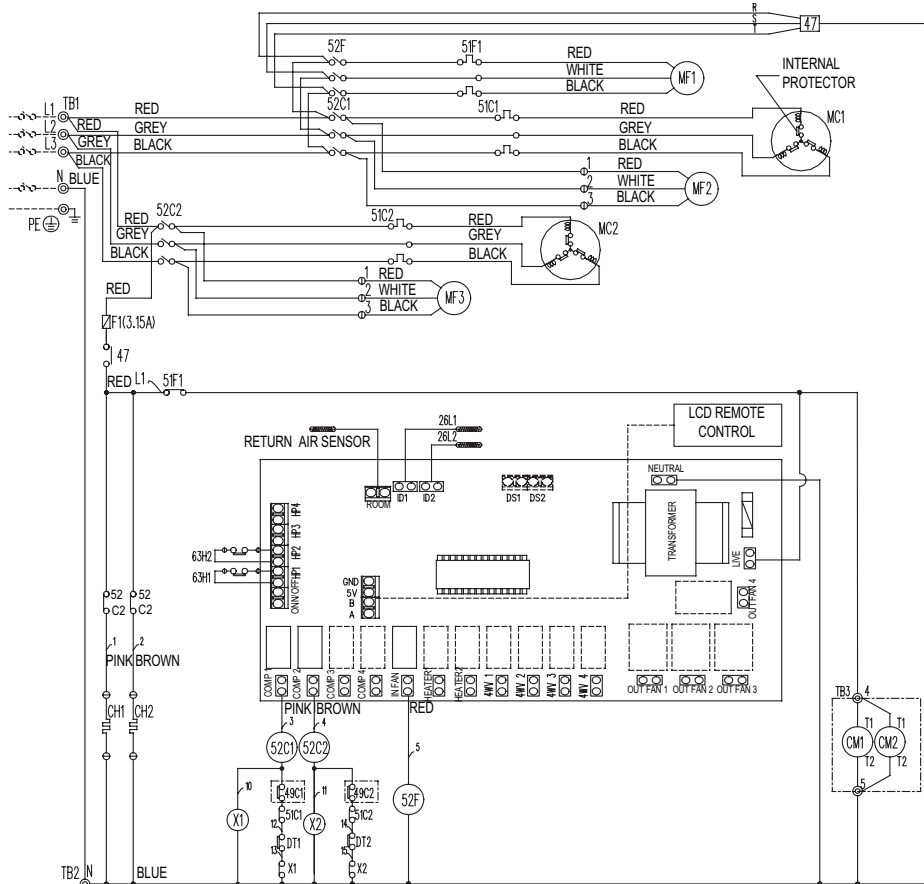 R
S
T
47
52F
51F1
RED
WHITE
BLACK
MF1
INTERNAL
PROTECTOR
L1
TB1
RED
52C1
51C1
RED
MC1
L2
RED
GREY
GREY
L3
GREY
BLACK
BLACK
BLACK
N
BLUE
1
RED
2
WHITE
MF2
3
BLACK
PE
52C2
51C2
RED
RED
GREY
GREY
MC2
BLACK
BLACK
1
RED
2
WHITE
MF3
3
BLACK
RED
F1(3.15A)
47
RED
L1
51F1
LCD REMOTE
CONTROL
RETURN AIR SENSOR
26L1
26L2
ROOM
ID1
ID2
DS1
DS2
NEUTRAL
TRANSFORMER
LIVE
OUT FAN 4
HP4
HP3
HP2
HP1
ON/OFF
63H2
63H1
GND
5V
B
A
52
C2
52
C2
1
2
PINK
BROWN
CH1
CH2
COMP 1
COMP 2
COMP 3
COMP 4
IN FAN
HEATER1
HEATER2
4WV 1
4WV 2
4WV 3
4WV 4
OUT FAN 1
OUT FAN 2
OUT FAN 3
PINK
BROWN
RED
3
4
5
52C1
52C2
52F
10
11
X1
X2
49C1
51C1
12
DT1
13
X1
49C2
51C2
14
DT2
15
X2
TB3
4
T1
T1
CM1
CM2
T2
T2
5
TB2
N
BLUE